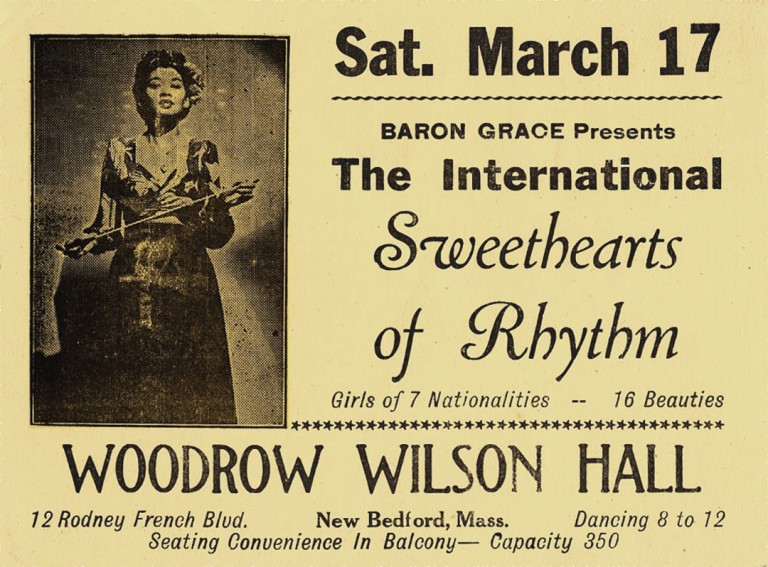 Sat. March 17
BARON GRACE Presents
The International
Sweethearts
of Rhythm
Girls of 7 Nationalities -- 16 Beauties
WOODROW WILSON HALL
12 Rodney French Blvd. New Bedford, Mass. Dancing 8 to 12
Seating Convenience In Balcony— Capacity 350